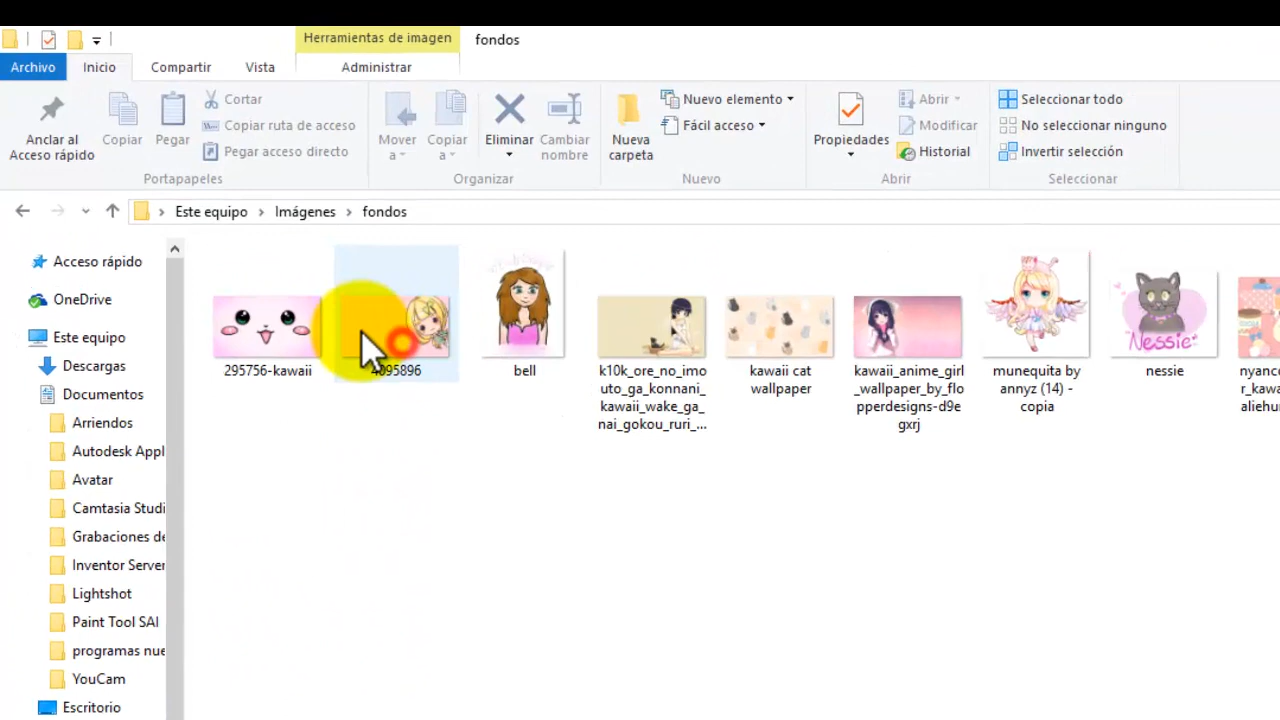 Herramientas de imagen
fondos
Archivo
Inicio
Compartir
Vista
Administrar
Anclar al
Acceso rápido
Copiar
Pegar
Cortar
Copiar ruta de acceso
Pegar acceso directo
Portapapeles
Mover
a
Copiar
a
Eliminar
Cambiar
nombre
Organizar
Nueva
carpeta
Nuevo elemento
Fácil acceso
Nuevo
Propiedades
Abrir
Modificar
Historial
Abrir
Seleccionar todo
No seleccionar ninguno
Invertir selección
Seleccionar
Este equipo
Imágenes
fondos
Acceso rápido
OneDrive
Este equipo
Descargas
Documentos
Arriendos
Autodesk Appl
Avatar
Camtasia Studi
Grabaciones de
Inventor Server
Lightshot
Paint Tool SAI
programas nue
YouCam
Escritorio
295756-kawaii
4095896
bell
k10k_ore_no_imo
uto_ga_konnani_
kawaii_wake_ga_
nai_gokou_ruri_...
kawaii cat
wallpaper
kawaii_anime_girl
_wallpaper_by_flo
pperdesigns-d9e
gxrj
munequita by
annyz (14) -
copia
Nessie
nessie
nyanco
r_kawa
aliehu